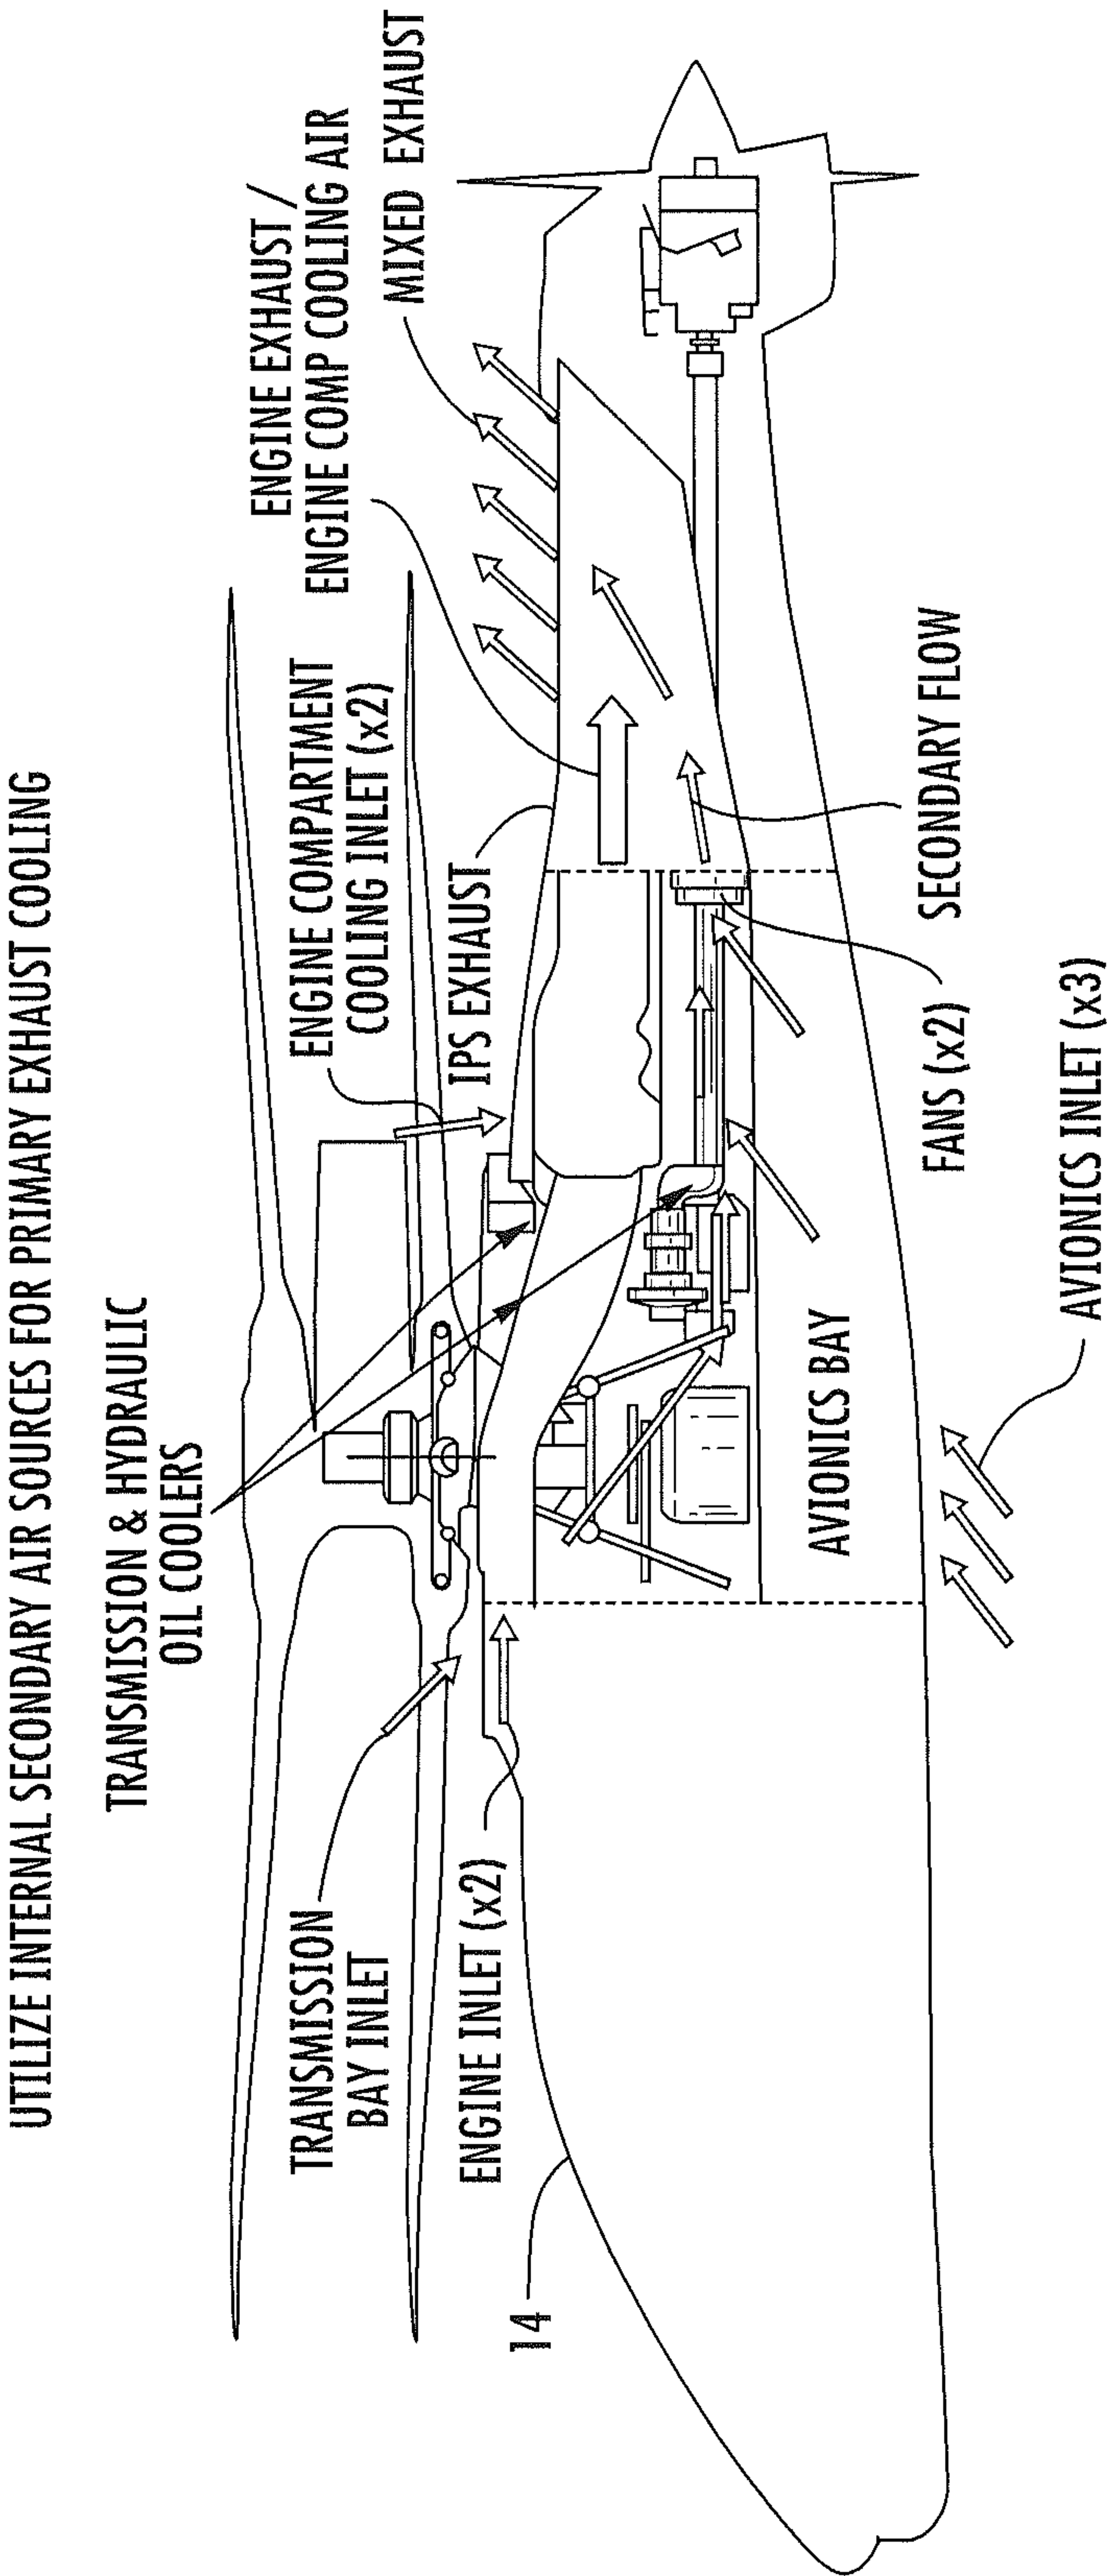 UTILIZE INTERNAL SECONDARY AIR SOURCES FOR PRIMARY EXHAUST COOLING
TRANSMISSION & HYDRAULIC
OIL COOLERS
TRANSMISSION
BAY INLET
ENGINE INLET (x2)
14
ENGINE COMPARTMENT
COOLING INLET (x2)
IPS EXHAUST
ENGINE EXHAUST /
ENGINE COMP COOLING AIR
MIXED EXHAUST
AVIONICS BAY
FANS (x2)
SECONDARY FLOW
AVIONICS INLET (x3)